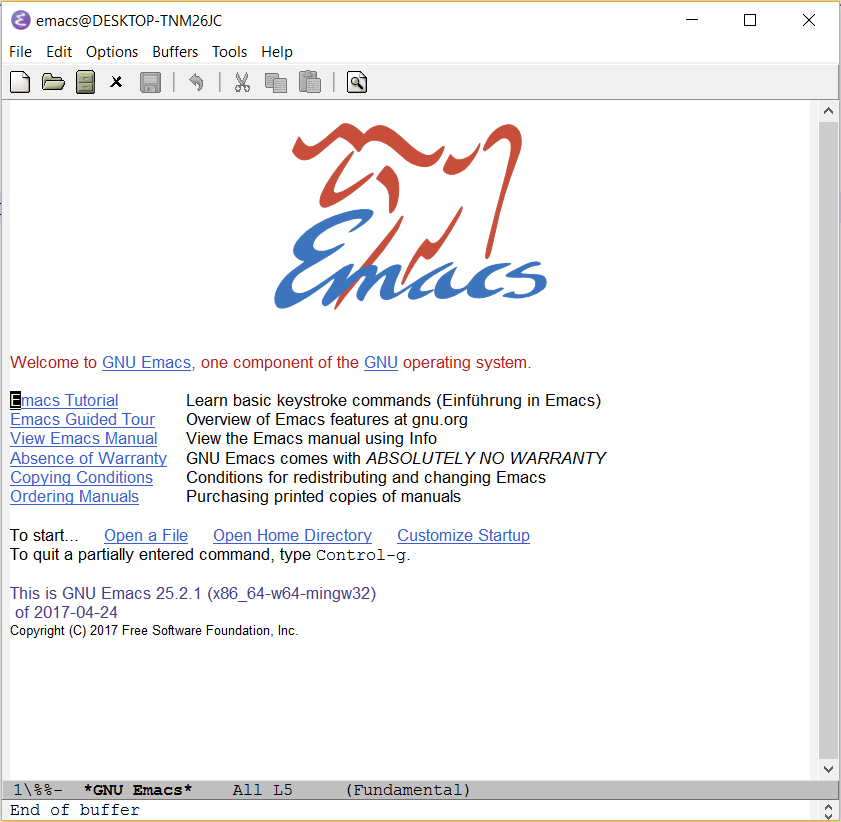 emacs@DESKTOP-TNM26JC
File Edit Options Buffers Tools Help
Emacs
Welcome to GNU Emacs, one component of the GNU operating system.
Emacs Tutorial Learn basic keystroke commands (Einführung in Emacs)
Emacs Guided Tour Overview of Emacs features at gnu.org
View Emacs Manual View the Emacs manual using Info
Absence of Warranty GNU Emacs comes with ABSOLUTELY NO WARRANTY
Copying Conditions Conditions for redistributing and changing Emacs
Ordering Manuals Purchasing printed copies of manuals
To start... Open a File Open Home Directory Customize Startup
To quit a partially entered command, type Control-g.
This is GNU Emacs 25.2.1 (x86_64-w64-mingw32)
of 2017-04-24
Copyright (C) 2017 Free Software Foundation, Inc.
1\%%- *GNU Emacs* All L5 (Fundamental)
End of buffer